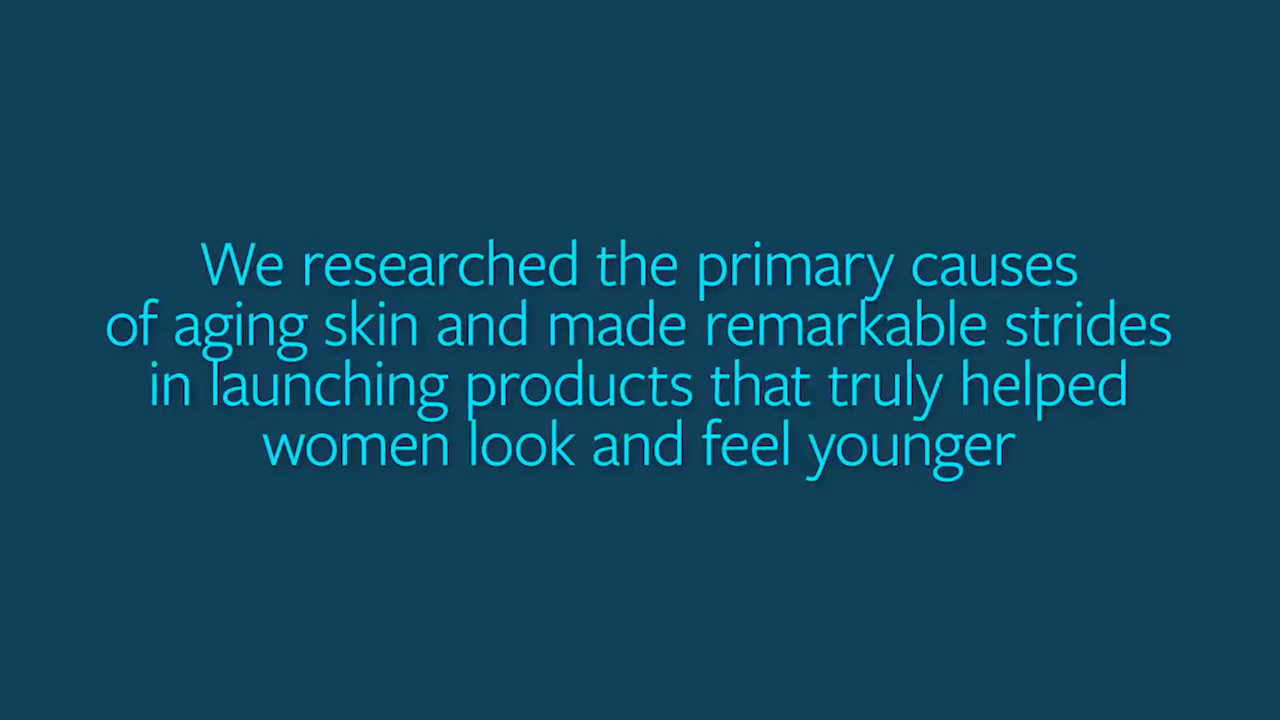 We researched the primary causes
of aging skin and made remarkable strides
in launching products that truly helped
women look and feel younger